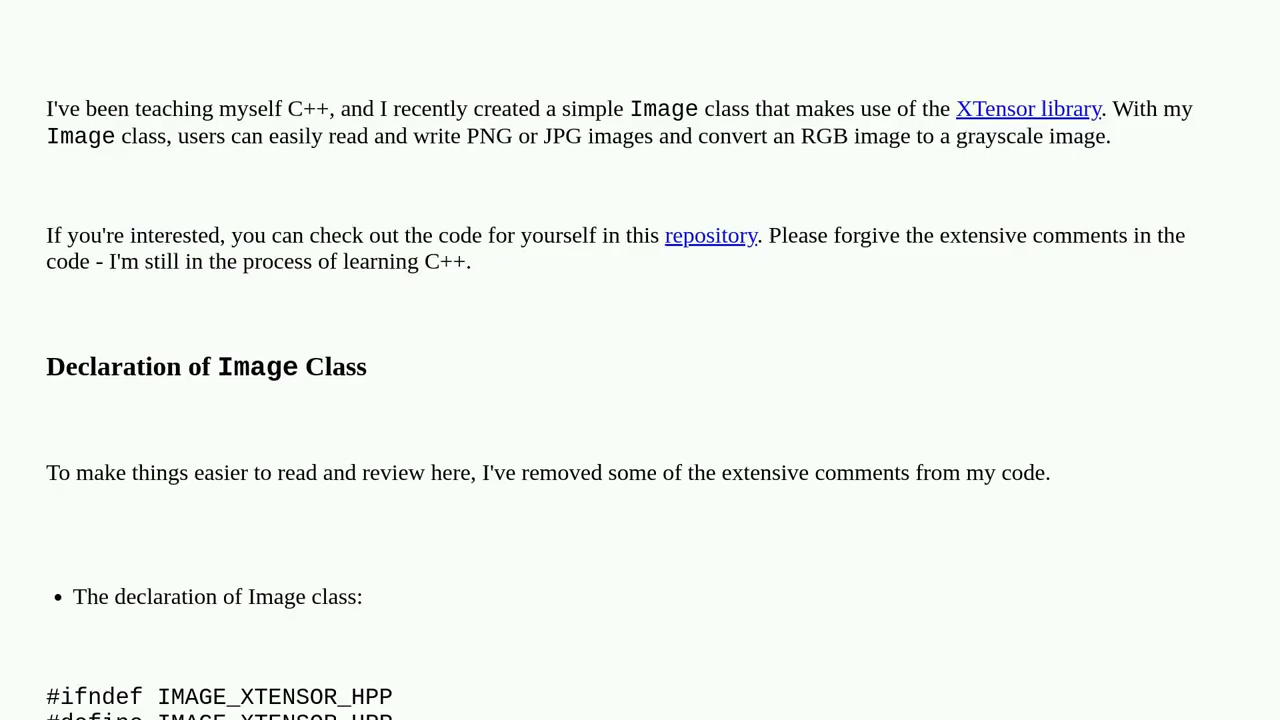 I've been teaching myself C++, and I recently created a simple Image class that makes use of the XTensor library. With my
Image class, users can easily read and write PNG or JPG images and convert an RGB image to a grayscale image.
If you're interested, you can check out the code for yourself in this repository. Please forgive the extensive comments in the
code - I'm still in the process of learning C++.
Declaration of Image Class
To make things easier to read and review here, I've removed some of the extensive comments from my code.
• The declaration of Image class:
#ifndef IMAGE_XTENSOR_HPP
#define IMAGE_XTENSOR_HPP